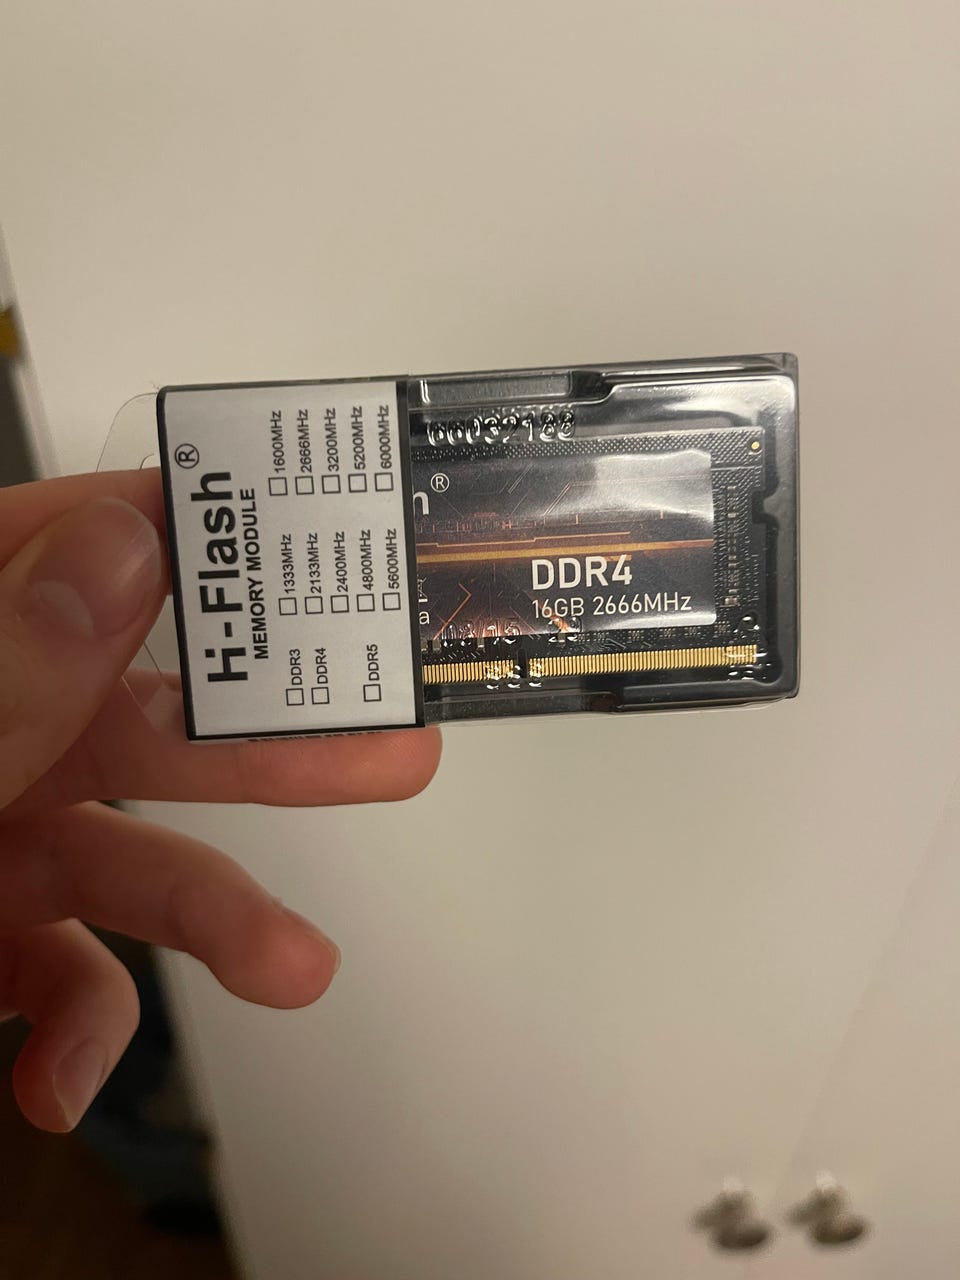 Hi-Flash®
MEMORY MODULE
□1333MHz □1600MHz
□DDR3
□2133MHz □2666MHz
□DDR4
□2400MHz □3200MHz
□4800MHz □5200MHz
□DDR5
□5600MHz □6000MHz
h®
DDR4
16GB 2666MHz